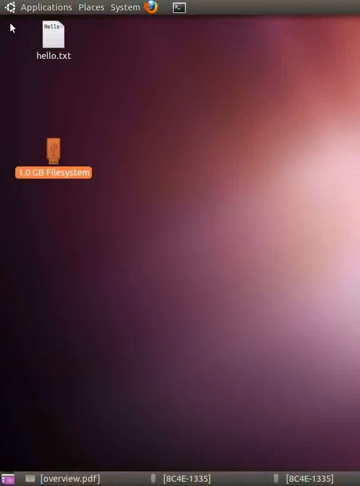 Applications Places System
Hello
hello.txt
1.0 GB Filesystem
[overview.pdf] [8C4E-1335] [8C4E-1335]